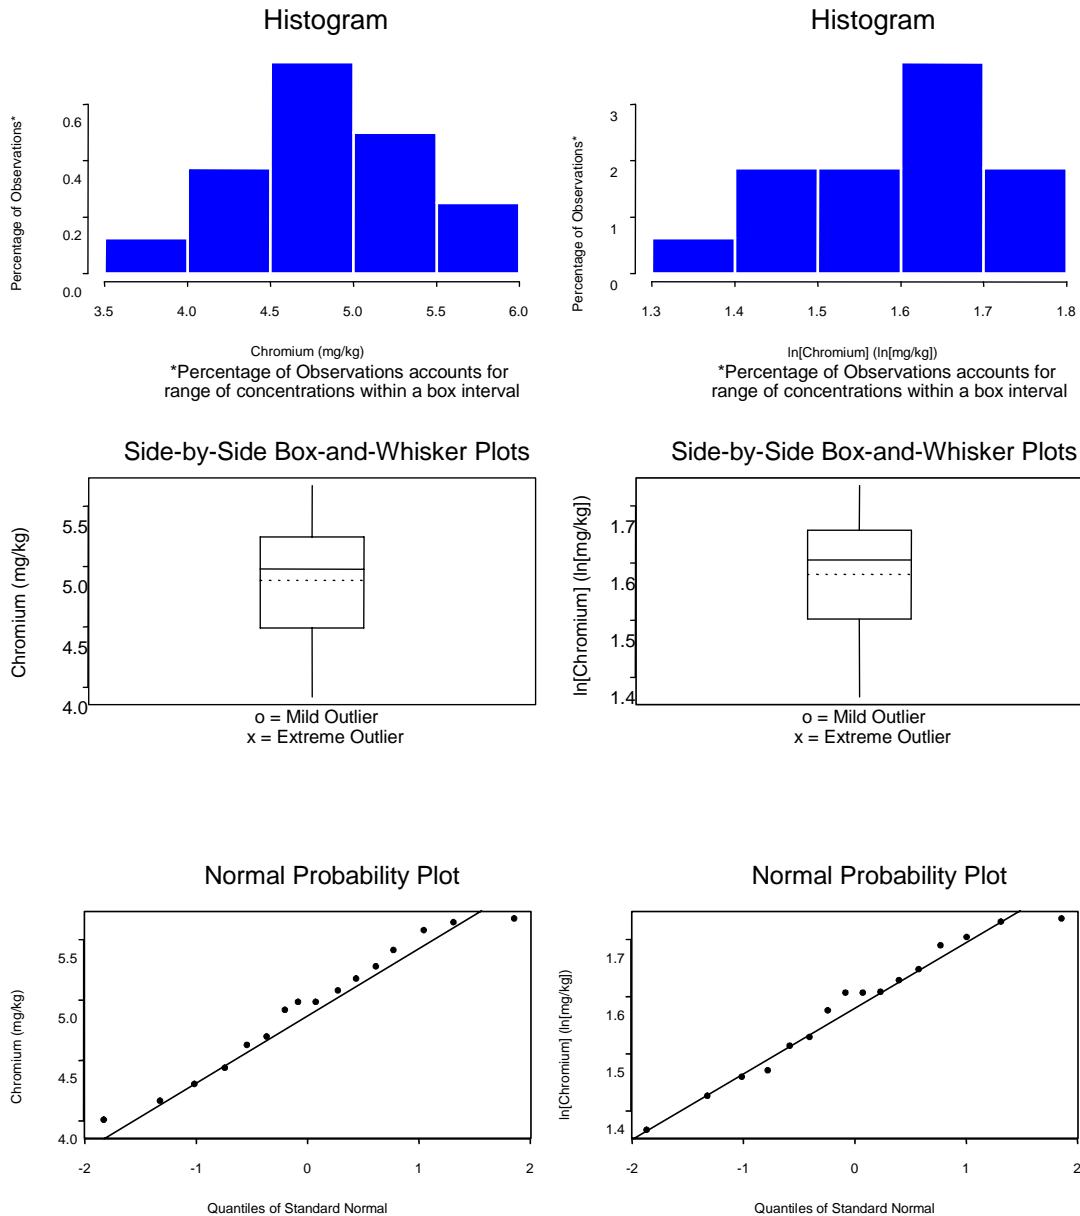 Histogram
Percentage of Observations*
0.6
0.4
0.2
0.0
3.5 4.0 4.5 5.0 5.5 6.0
Chromium (mg/kg)
*Percentage of Observations accounts for
range of concentrations within a box interval
Histogram
Percentage of Observations*
3
2
1
0
1.3 1.4 1.5 1.6 1.7 1.8
ln[Chromium] (ln[mg/kg])
*Percentage of Observations accounts for
range of concentrations within a box interval
Side-by-Side Box-and-Whisker Plots
Chromium (mg/kg)
5.5
5.0
4.5
4.0
o = Mild Outlier
x = Extreme Outlier
Side-by-Side Box-and-Whisker Plots
ln[Chromium] (ln[mg/kg])
1.7
1.6
1.5
1.4
o = Mild Outlier
x = Extreme Outlier
Normal Probability Plot
Chromium (mg/kg)
5.5
5.0
4.5
4.0
-2 -1 0 1 2
Quantiles of Standard Normal
Normal Probability Plot
ln[Chromium] (ln[mg/kg])
1.7
1.6
1.5
1.4
-2 -1 0 1 2
Quantiles of Standard Normal